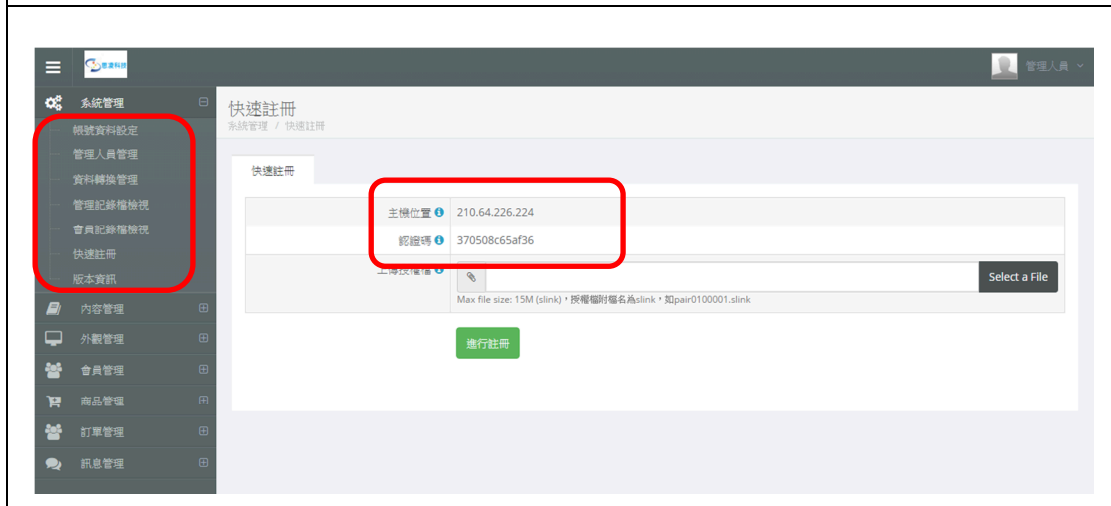 管理人員
系統管理
帳號資料設定
管理人員管理
資料轉換管理
管理記錄檔檢視
會員記錄檔檢視
快速註冊
版本資訊
內容管理
外觀管理
會員管理
商品管理
訂單管理
訊息管理
快速註冊
系統管理 / 快速註冊
快速註冊
主機位置 210.64.226.224
認證碼 370508c65af36
上傳授權檔
Select a File
Max file size: 15M (slink)，授權檔附檔名為slink，如pair0100001.slink
進行註冊